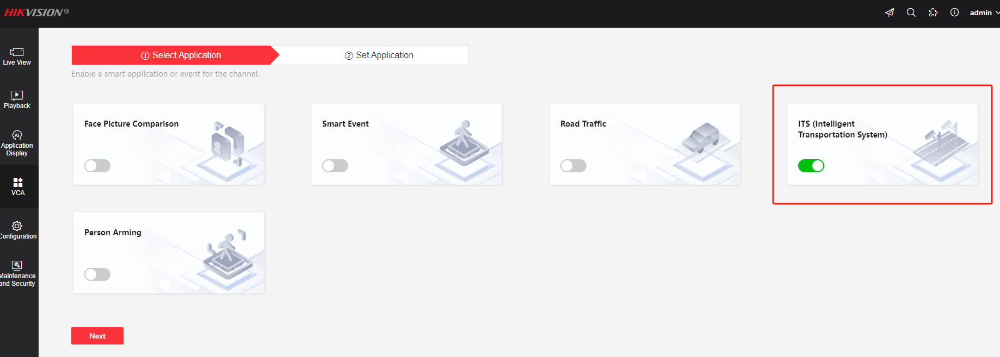 HIKVISION®
admin
Live View
Playback
AI
Application
Display
VCA
Configuration
Maintenance
and Security
① Select Application
② Set Application
Enable a smart application or event for the channel.
Face Picture Comparison
Smart Event
Road Traffic
ITS (Intelligent
Transportation System)
Person Arming
Next